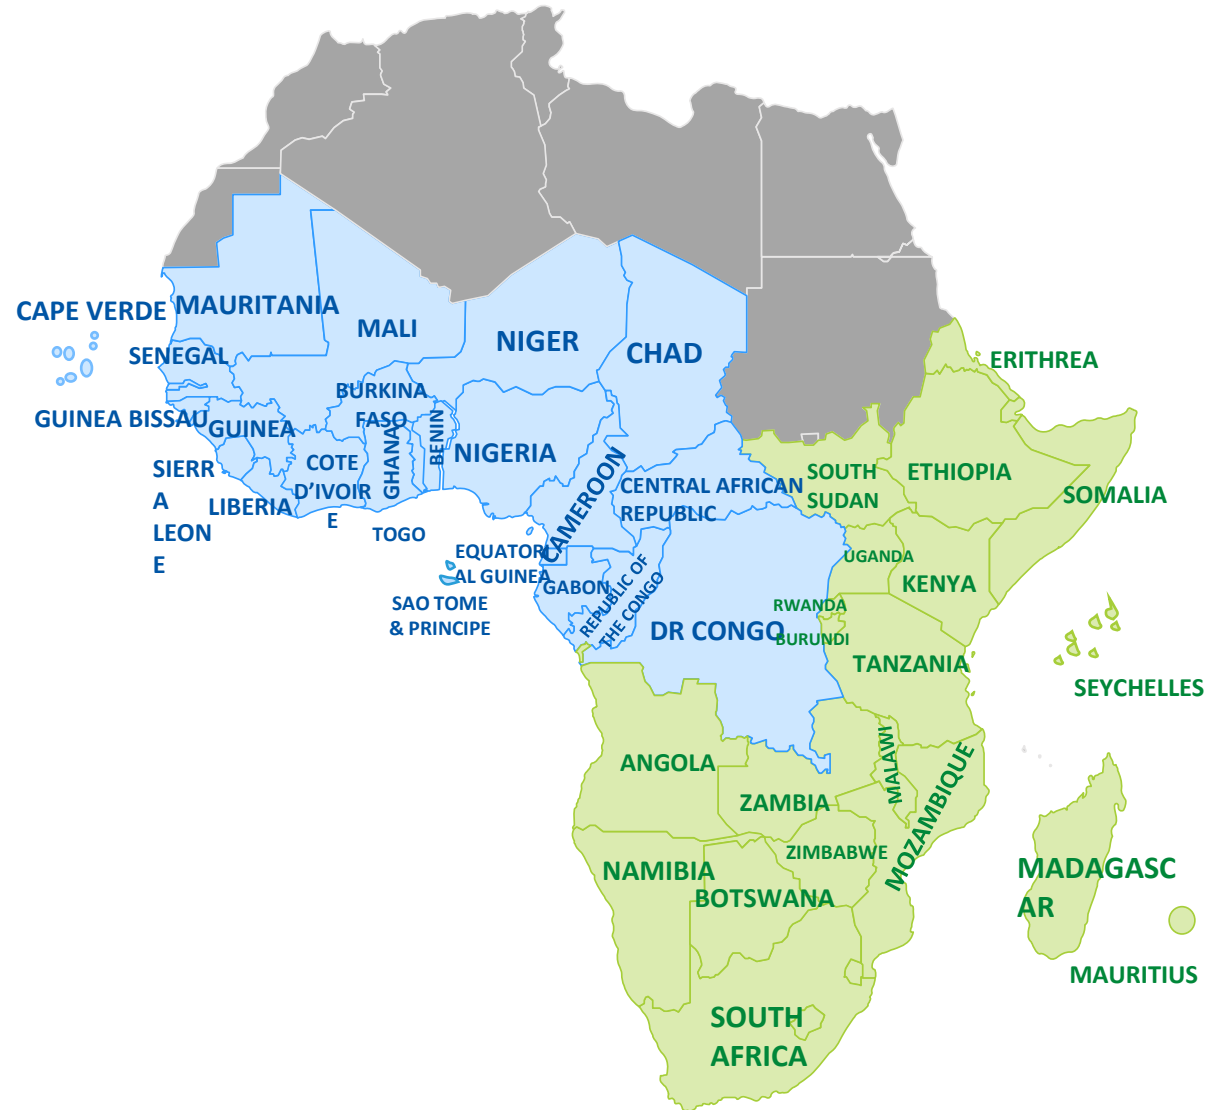 CAPE VERDE
MAURITANIA
MALI
NIGER
CHAD
ERITHREA
SENEGAL
BURKINA
FASO
GUINEA BISSAU
GUINEA
GHANA
BENIN
NIGERIA
SIERR
A
LEON
E
LIBERIA
COTE
D'IVOIR
E
TOGO
CAMEROON
CENTRAL AFRICAN
REPUBLIC
SOUTH
SUDAN
ETHIOPIA
SOMALIA
EQUATORI
AL GUINEA
SAO TOME
& PRINCIPE
GABON
REPUBLIC OF
THE CONGO
DR CONGO
UGANDA
KENYA
RWANDA
BURUNDI
TANZANIA
SEYCHELLES
ANGOLA
ZAMBIA
MALAWI
MOZAMBIQUE
ZIMBABWE
NAMIBIA
BOTSWANA
MADAGASC
AR
MAURITIUS
SOUTH
AFRICA